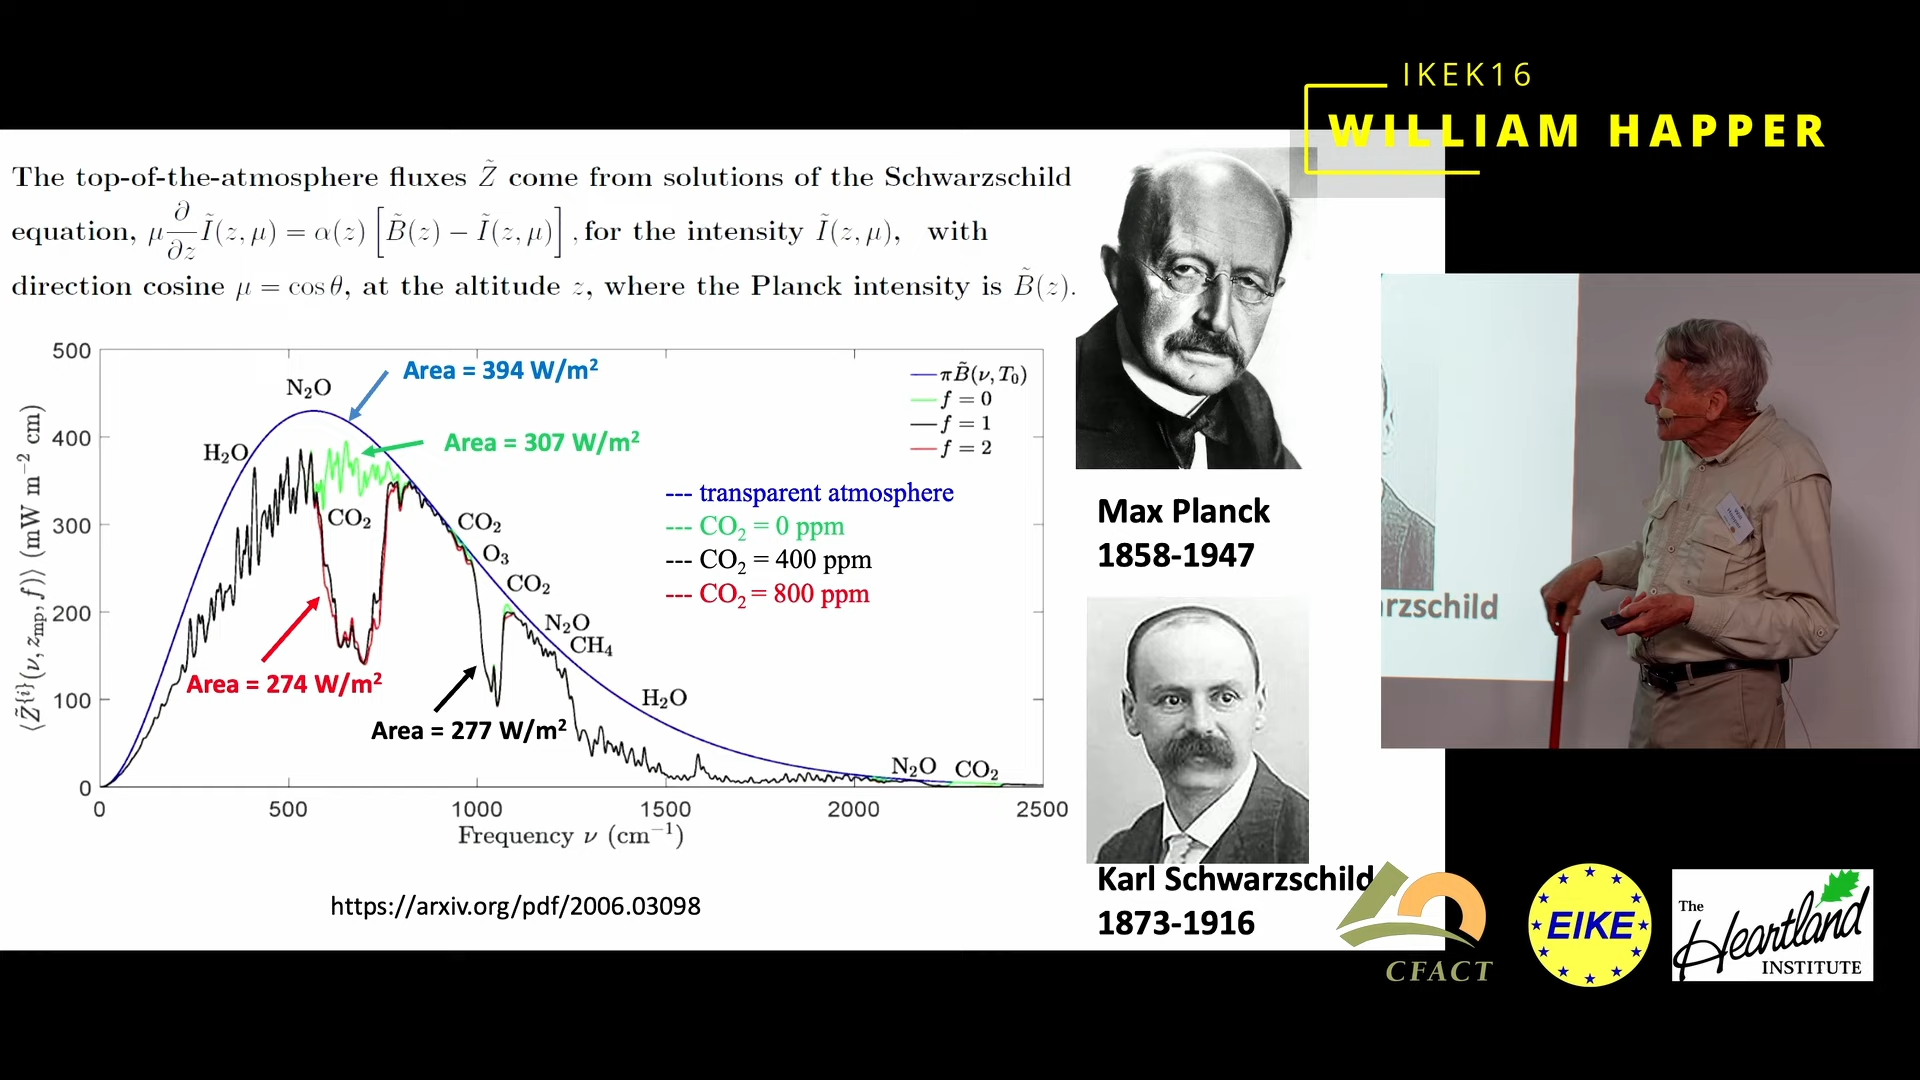 IKEK16
WILLIAM HAPPER
The top-of-the-atmosphere fluxes Z̃ come from solutions of the Schwarzschild
equation, μ ∂/∂z Ĩ(z, μ) = α(z) [B̃(z) − Ĩ(z, μ)], for the intensity Ĩ(z, μ), with
direction cosine μ = cos θ, at the altitude z, where the Planck intensity is B̃(z).
500
400
300
200
100
0
⟨Z̃^{i}(ν, z_mp, f)⟩ (mW m⁻² cm)
Area = 394 W/m²
N₂O
Area = 307 W/m²
H₂O
πB̃(ν, T₀)
f = 0
f = 1
f = 2
--- transparent atmosphere
--- CO₂ = 0 ppm
--- CO₂ = 400 ppm
--- CO₂ = 800 ppm
CO₂
CO₂
O₃
CO₂
N₂O
CH₄
H₂O
Area = 274 W/m²
Area = 277 W/m²
N₂O
CO₂
0 500 1000 1500 2000 2500
Frequency ν (cm⁻¹)
https://arxiv.org/pdf/2006.03098
Max Planck
1858-1947
Karl Schwarzschild
1873-1916
rzschild
CFACT
EIKE
The
Heartland
INSTITUTE